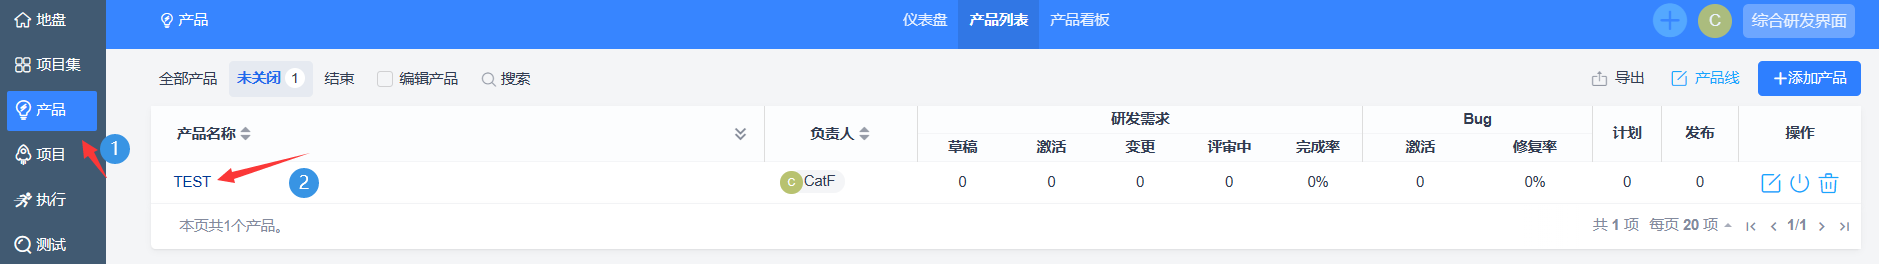 地盘
项目集
产品
项目
执行
测试
产品
仪表盘 产品列表 产品看板
C 综合研发界面
全部产品 未关闭 1 结束 编辑产品 搜索
导出 产品线 +添加产品
产品名称 负责人 研发需求 Bug 计划 发布 操作
草稿 激活 变更 评审中 完成率 激活 修复率
TEST C CatF 0 0 0 0 0% 0 0% 0 0
1
2
本页共1个产品。
共 1 项 每页 20 项 1/1